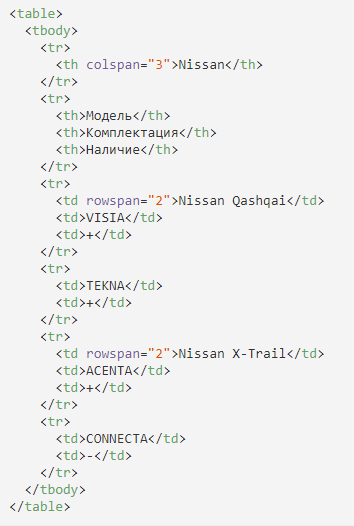 <table>
  <tbody>
    <tr>
      <th colspan="3">Nissan</th>
    </tr>
    <tr>
      <th>Модель</th>
      <th>Комплектация</th>
      <th>Наличие</th>
    </tr>
    <tr>
      <td rowspan="2">Nissan Qashqai</td>
      <td>VISIA</td>
      <td>+</td>
    </tr>
    <tr>
      <td>TEKNA</td>
      <td>+</td>
    </tr>
    <tr>
      <td rowspan="2">Nissan X-Trail</td>
      <td>ACENTA</td>
      <td>+</td>
    </tr>
    <tr>
      <td>CONNECTA</td>
      <td>-</td>
    </tr>
  </tbody>
</table>